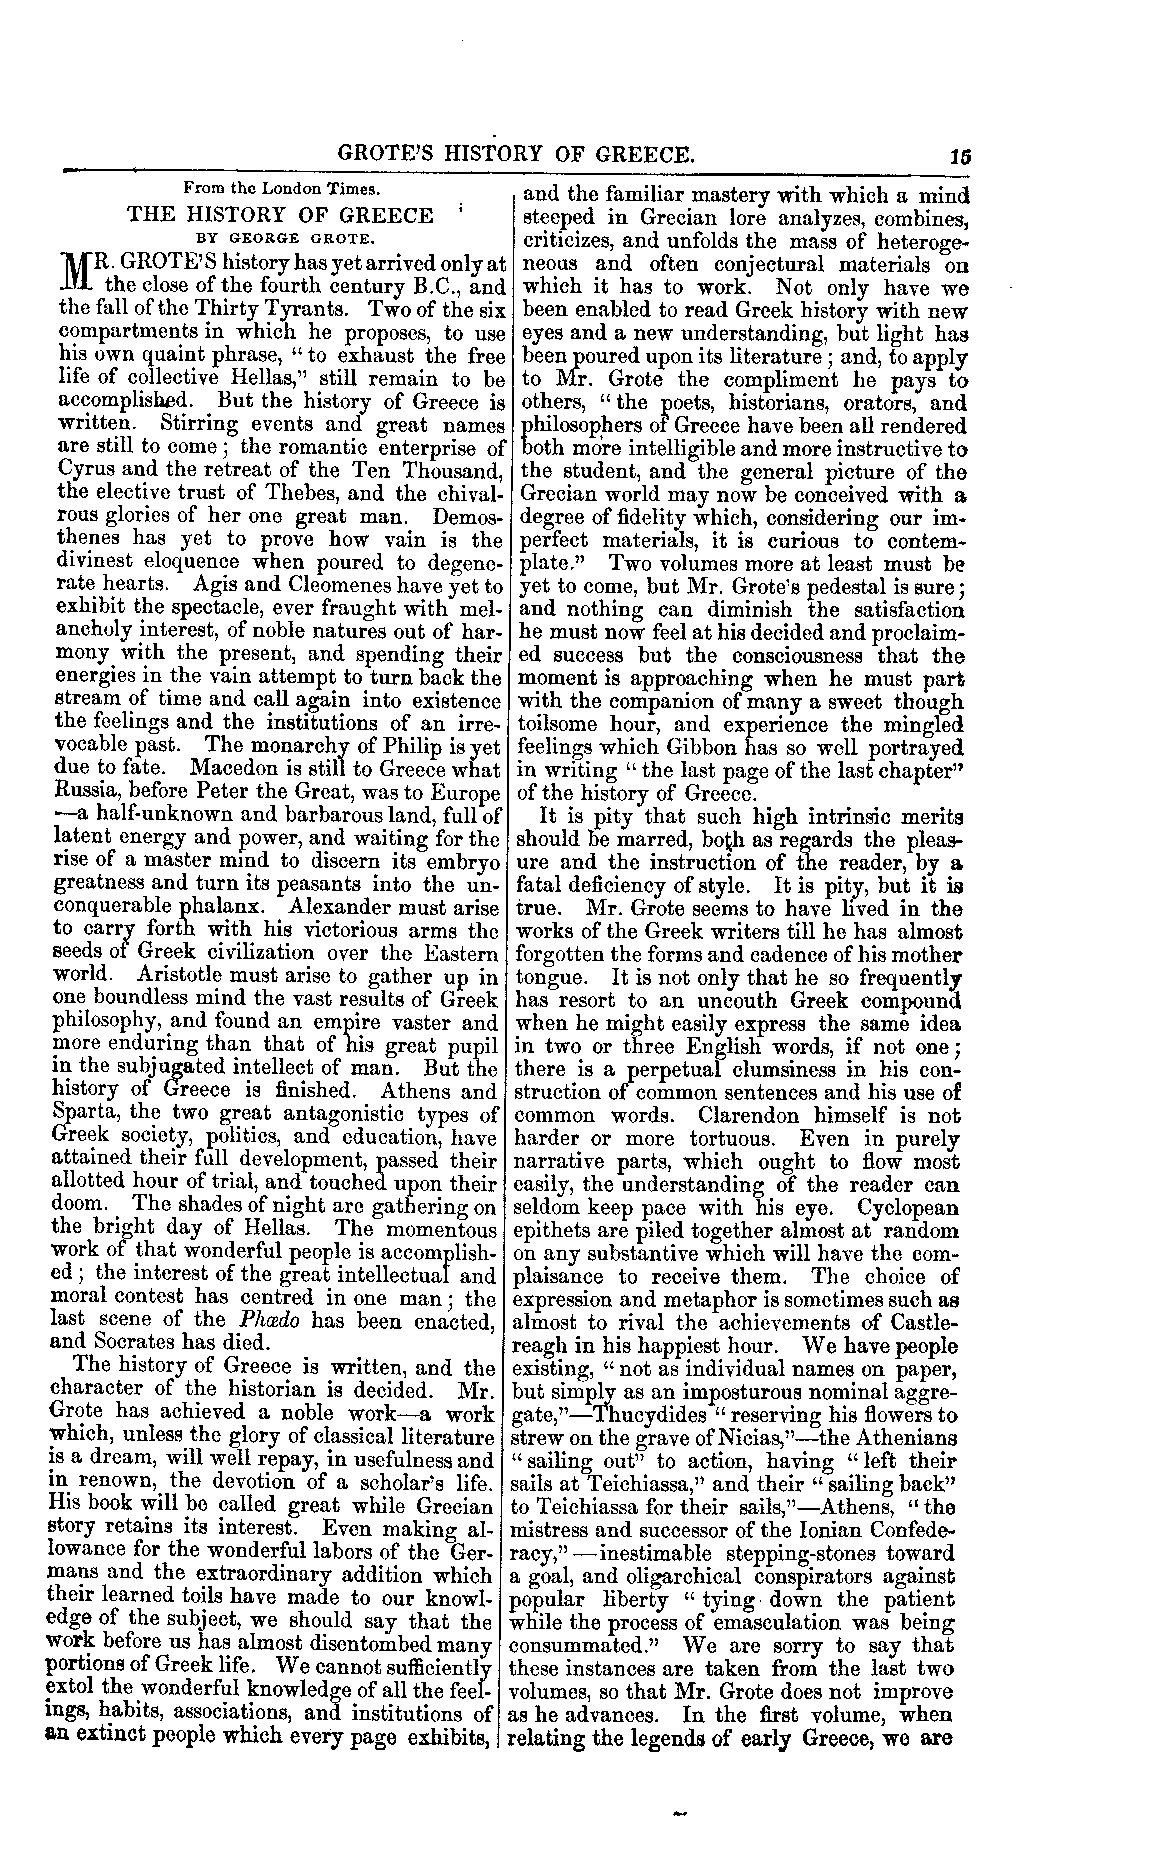 GROTE'S HISTORY OF GREECE. 15
From the London Times.
THE HISTORY OF GREECE
BY GEORGE GROTE.
MR. GROTE'S history has yet arrived only at
the close of the fourth century B.C., and
the fall of the Thirty Tyrants. Two of the six
compartments in which he proposes, to use
his own quaint phrase, "to exhaust the free
life of collective Hellas," still remain to be
accomplished. But the history of Greece is
written. Stirring events and great names
are still to come; the romantic enterprise of
Cyrus and the retreat of the Ten Thousand,
the elective trust of Thebes, and the chival-
rous glories of her one great man. Demos-
thenes has yet to prove how vain is the
divinest eloquence when poured to degene-
rate hearts. Agis and Cleomenes have yet to
exhibit the spectacle, ever fraught with mel-
ancholy interest, of noble natures out of har-
mony with the present, and spending their
energies in the vain attempt to turn back the
stream of time and call again into existence
the feelings and the institutions of an irre-
vocable past. The monarchy of Philip is yet
due to fate. Macedon is still to Greece what
Russia, before Peter the Great, was to Europe
—a half-unknown and barbarous land, full of
latent energy and power, and waiting for the
rise of a master mind to discern its embryo
greatness and turn its peasants into the un-
conquerable phalanx. Alexander must arise
to carry forth with his victorious arms the
seeds of Greek civilization over the Eastern
world. Aristotle must arise to gather up in
one boundless mind the vast results of Greek
philosophy, and found an empire vaster and
more enduring than that of his great pupil
in the subjugated intellect of man. But the
history of Greece is finished. Athens and
Sparta, the two great antagonistic types of
Greek society, politics, and education, have
attained their full development, passed their
allotted hour of trial, and touched upon their
doom. The shades of night are gathering on
the bright day of Hellas. The momentous
work of that wonderful people is accomplish-
ed; the interest of the great intellectual and
moral contest has centred in one man; the
last scene of the Phædo has been enacted,
and Socrates has died.
The history of Greece is written, and the
character of the historian is decided. Mr.
Grote has achieved a noble work—a work
which, unless the glory of classical literature
is a dream, will well repay, in usefulness and
in renown, the devotion of a scholar's life.
His book will be called great while Grecian
story retains its interest. Even making al-
lowance for the wonderful labors of the Ger-
mans and the extraordinary addition which
their learned toils have made to our knowl-
edge of the subject, we should say that the
work before us has almost disentombed many
portions of Greek life. We cannot sufficiently
extol the wonderful knowledge of all the feel-
ings, habits, associations, and institutions of
an extinct people which every page exhibits,
and the familiar mastery with which a mind
steeped in Grecian lore analyzes, combines,
criticizes, and unfolds the mass of heteroge-
neous and often conjectural materials on
which it has to work. Not only have we
been enabled to read Greek history with new
eyes and a new understanding, but light has
been poured upon its literature; and, to apply
to Mr. Grote the compliment he pays to
others, "the poets, historians, orators, and
philosophers of Greece have been all rendered
both more intelligible and more instructive to
the student, and the general picture of the
Grecian world may now be conceived with a
degree of fidelity which, considering our im-
perfect materials, it is curious to contem-
plate." Two volumes more at least must be
yet to come, but Mr. Grote's pedestal is sure;
and nothing can diminish the satisfaction
he must now feel at his decided and proclaim-
ed success but the consciousness that the
moment is approaching when he must part
with the companion of many a sweet though
toilsome hour, and experience the mingled
feelings which Gibbon has so well portrayed
in writing "the last page of the last chapter"
of the history of Greece.
It is pity that such high intrinsic merits
should be marred, both as regards the pleas-
ure and the instruction of the reader, by a
fatal deficiency of style. It is pity, but it is
true. Mr. Grote seems to have lived in the
works of the Greek writers till he has almost
forgotten the forms and cadence of his mother
tongue. It is not only that he so frequently
has resort to an uncouth Greek compound
when he might easily express the same idea
in two or three English words, if not one;
there is a perpetual clumsiness in his con-
struction of common sentences and his use of
common words. Clarendon himself is not
harder or more tortuous. Even in purely
narrative parts, which ought to flow most
easily, the understanding of the reader can
seldom keep pace with his eye. Cyclopean
epithets are piled together almost at random
on any substantive which will have the com-
plaisance to receive them. The choice of
expression and metaphor is sometimes such as
almost to rival the achievements of Castle-
reagh in his happiest hour. We have people
existing, "not as individual names on paper,
but simply as an imposturous nominal aggre-
gate,"—Thucydides "reserving his flowers to
strew on the grave of Nicias,"—the Athenians
"sailing out" to action, having "left their
sails at Teichiassa," and their "sailing back"
to Teichiassa for their sails,"—Athens, "the
mistress and successor of the Ionian Confede-
racy,"—inestimable stepping-stones toward
a goal, and oligarchical conspirators against
popular liberty "tying down the patient
while the process of emasculation was being
consummated." We are sorry to say that
these instances are taken from the last two
volumes, so that Mr. Grote does not improve
as he advances. In the first volume, when
relating the legends of early Greece, we are